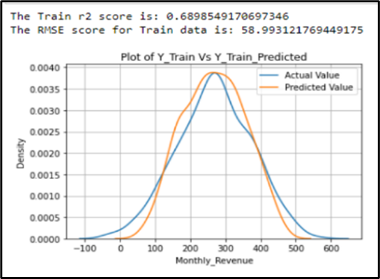 The Train r2 score is: 0.6898549170697346
The RMSE score for Train data is: 58.993121769449175
Plot of Y_Train Vs Y_Train_Predicted
Actual Value
Predicted Value
0.0040
0.0035
0.0030
0.0025
0.0020
0.0015
0.0010
0.0005
0.0000
Density
-100 0 100 200 300 400 500 600
Monthly_Revenue